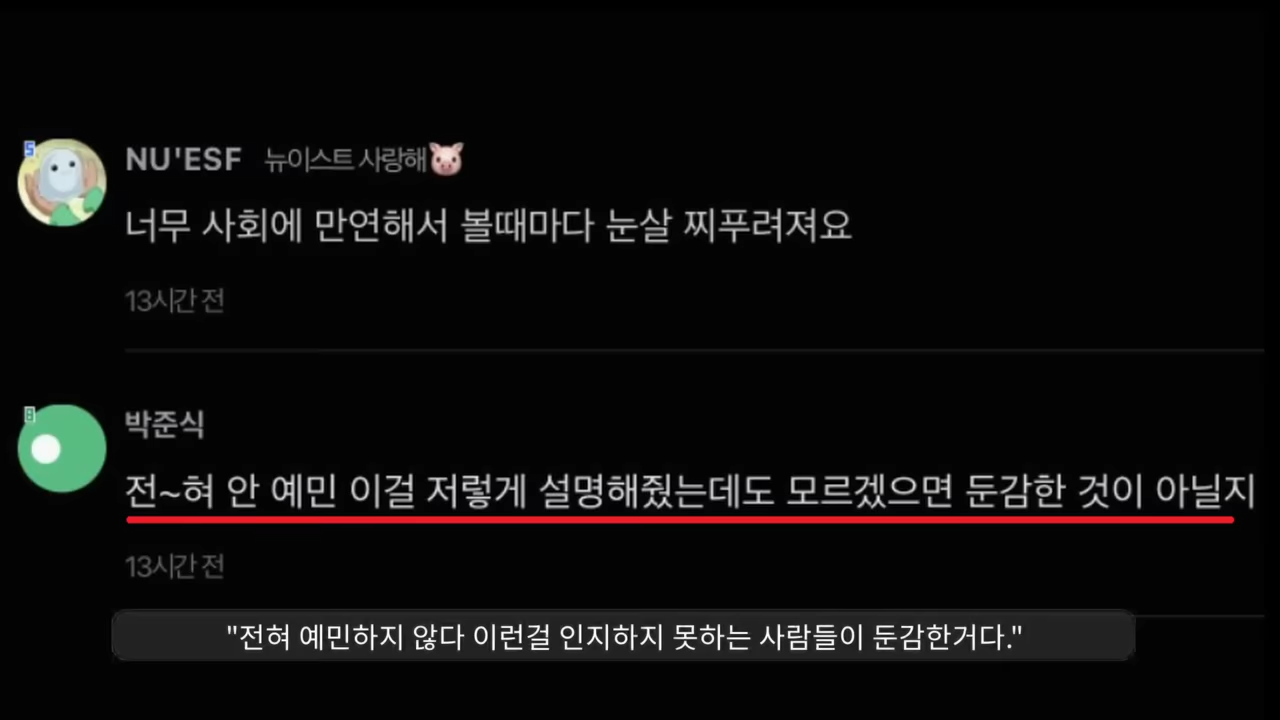 NU'ESF 뉴이스트 사랑해🐷
너무 사회에 만연해서 볼때마다 눈살 찌푸려져요
13시간 전
박준식
전~혀 안 예민 이걸 저렇게 설명해줬는데도 모르겠으면 둔감한 것이 아닐지
13시간 전
"전혀 예민하지 않다 이런걸 인지하지 못하는 사람들이 둔감한거다."